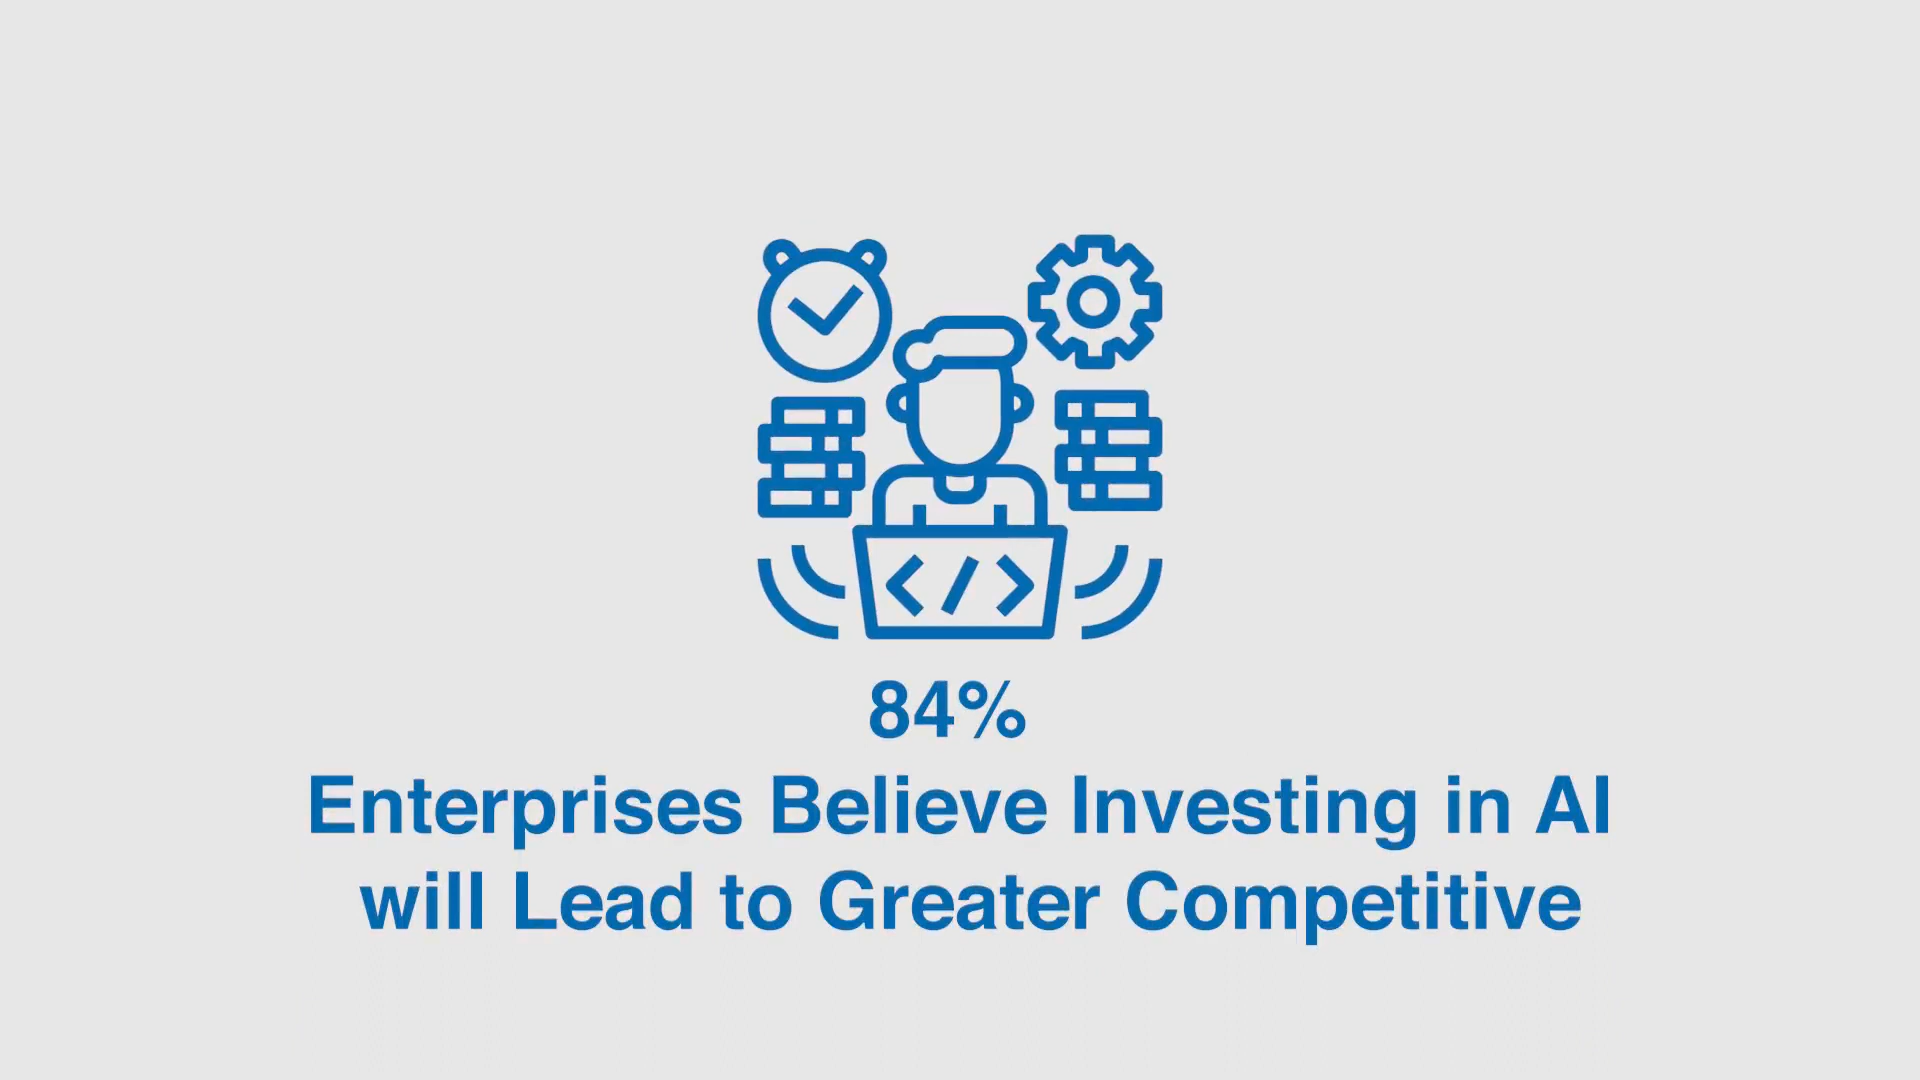 </>
84%
Enterprises Believe Investing in AI
will Lead to Greater Competitive